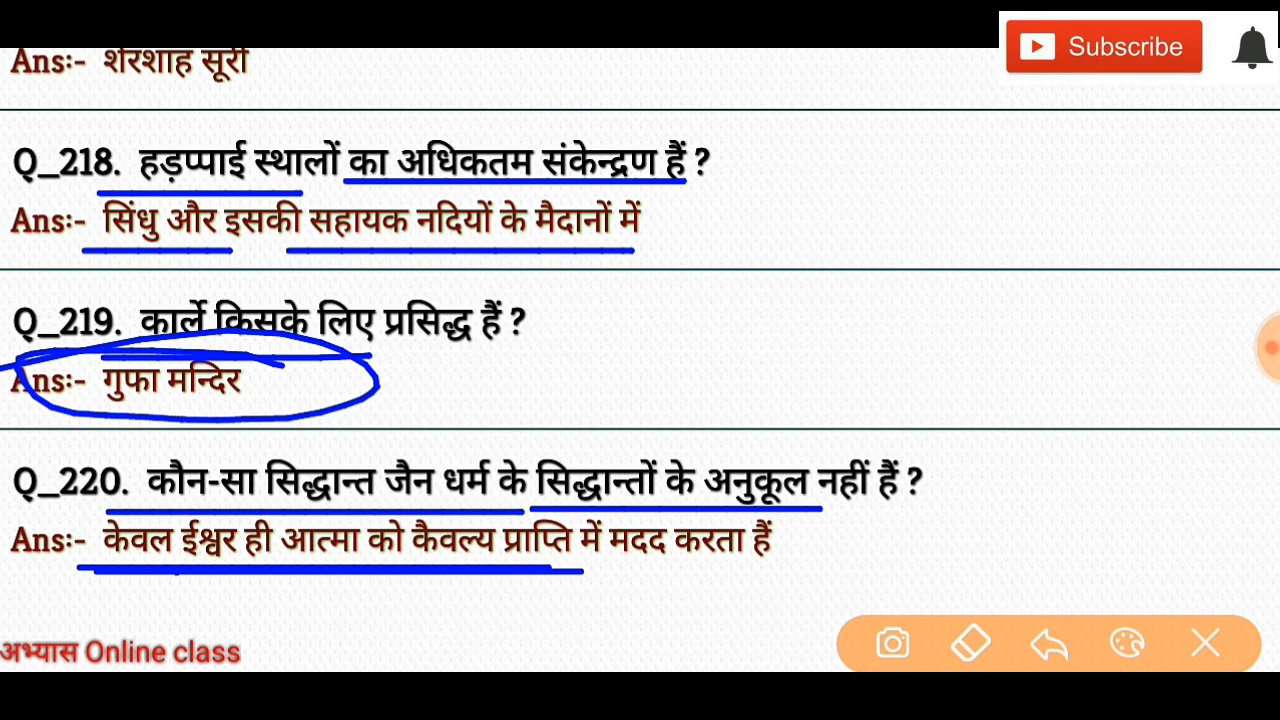 Ans:- शेरशाह सूरी
Subscribe
Q_218. हड़प्पाई स्थालों का अधिकतम संकेन्द्रण हैं ?
Ans:- सिंधु और इसकी सहायक नदियों के मैदानों में
Q_219. कार्ले किसके लिए प्रसिद्ध हैं ?
Ans:- गुफा मन्दिर
Q_220. कौन-सा सिद्धान्त जैन धर्म के सिद्धान्तों के अनुकूल नहीं हैं ?
Ans:- केवल ईश्वर ही आत्मा को कैवल्य प्राप्ति में मदद करता हैं
अभ्यास Online class